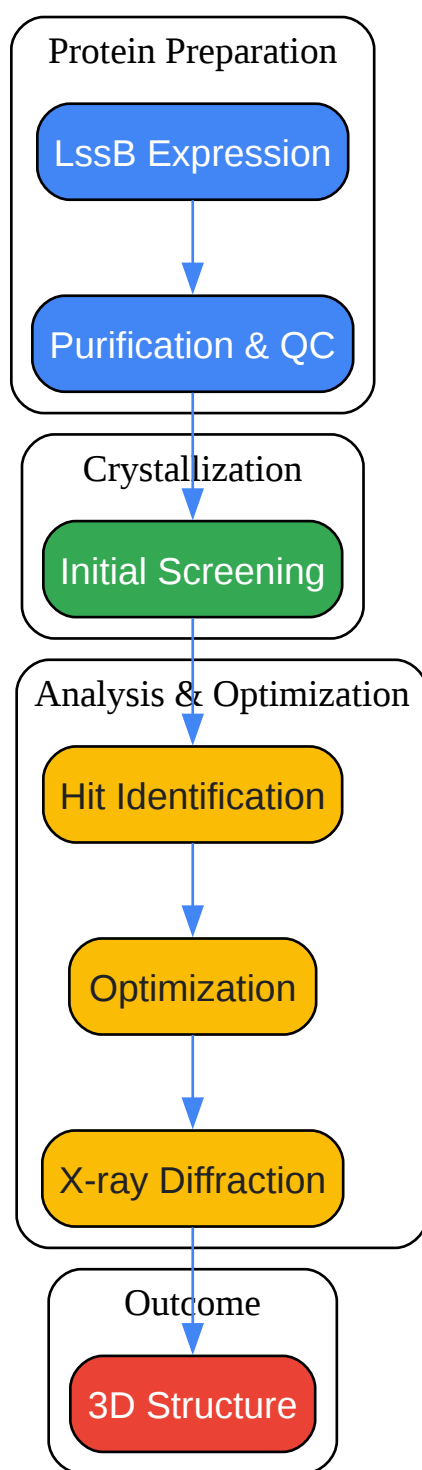 Protein Preparation
LssB Expression
Purification & QC
Crystallization
Initial Screening
Analysis & Optimization
Hit Identification
Optimization
X-ray Diffraction
Outcome
3D Structure